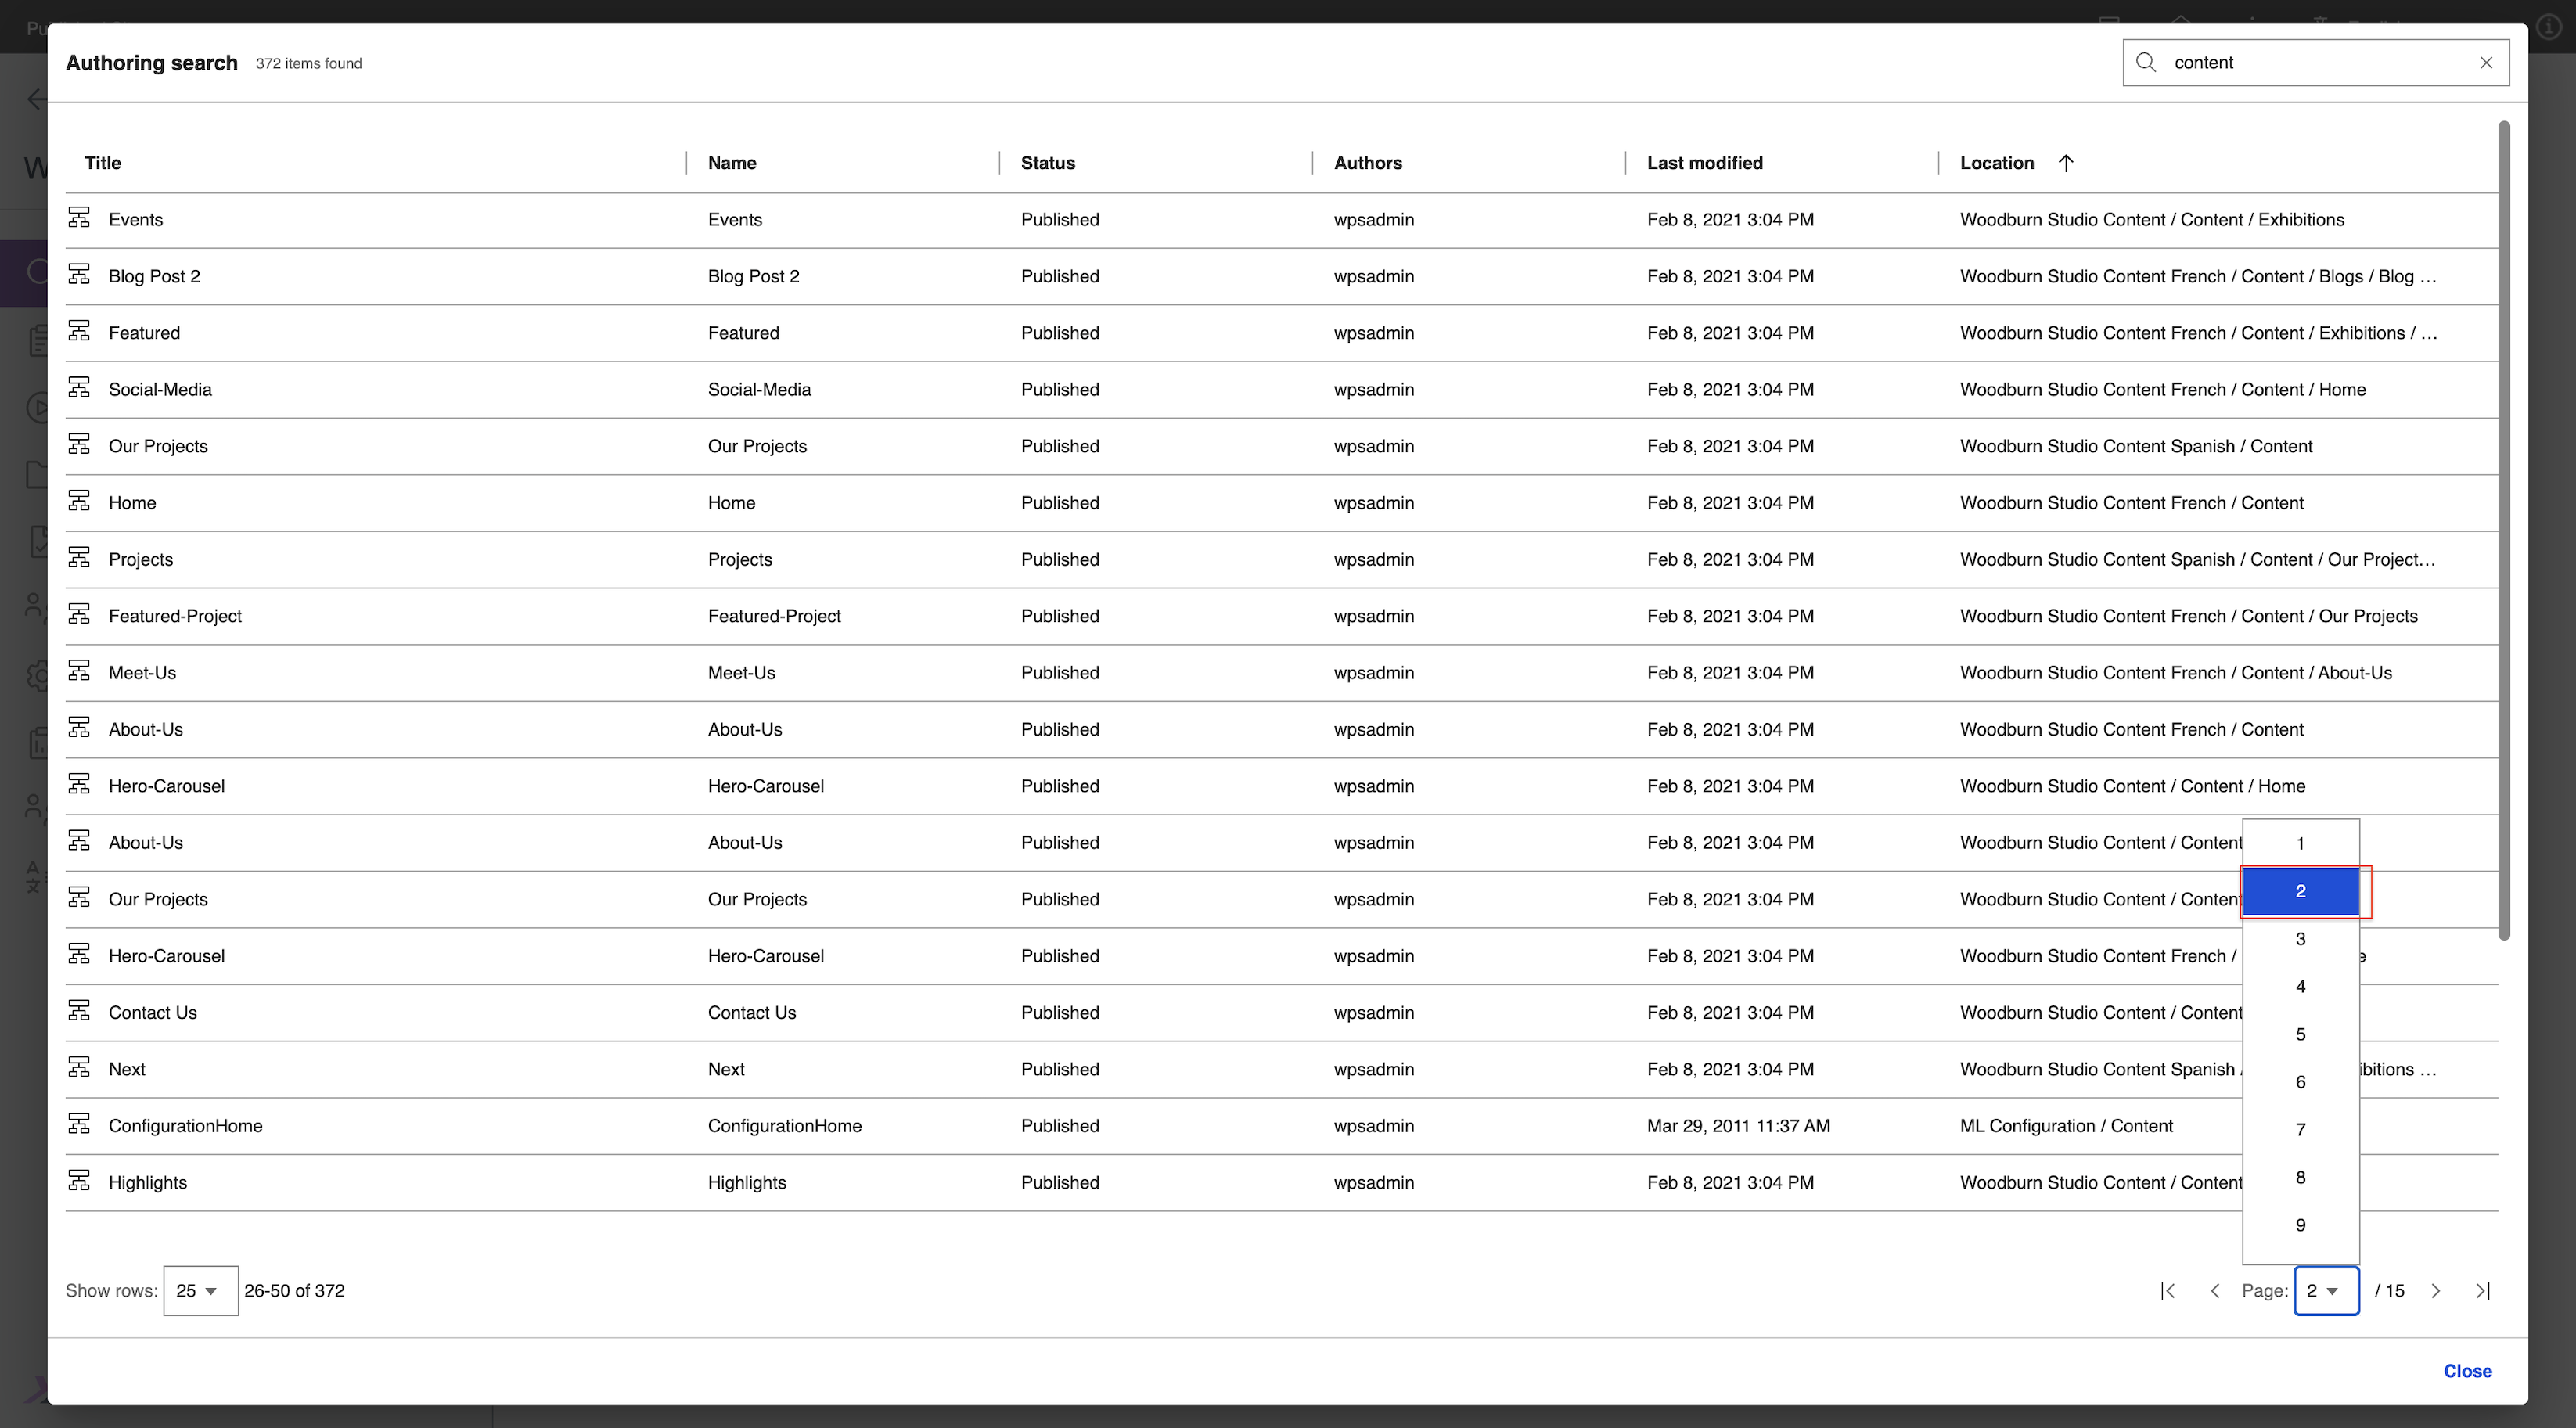 Authoring search 372 items found
content
Title Name Status Authors Last modified Location
Events Events Published wpsadmin Feb 8, 2021 3:04 PM Woodburn Studio Content / Content / Exhibitions
Blog Post 2 Blog Post 2 Published wpsadmin Feb 8, 2021 3:04 PM Woodburn Studio Content French / Content / Blogs / Blog ...
Featured Featured Published wpsadmin Feb 8, 2021 3:04 PM Woodburn Studio Content French / Content / Exhibitions / ...
Social-Media Social-Media Published wpsadmin Feb 8, 2021 3:04 PM Woodburn Studio Content French / Content / Home
Our Projects Our Projects Published wpsadmin Feb 8, 2021 3:04 PM Woodburn Studio Content Spanish / Content
Home Home Published wpsadmin Feb 8, 2021 3:04 PM Woodburn Studio Content French / Content
Projects Projects Published wpsadmin Feb 8, 2021 3:04 PM Woodburn Studio Content Spanish / Content / Our Project...
Featured-Project Featured-Project Published wpsadmin Feb 8, 2021 3:04 PM Woodburn Studio Content French / Content / Our Projects
Meet-Us Meet-Us Published wpsadmin Feb 8, 2021 3:04 PM Woodburn Studio Content French / Content / About-Us
About-Us About-Us Published wpsadmin Feb 8, 2021 3:04 PM Woodburn Studio Content French / Content
Hero-Carousel Hero-Carousel Published wpsadmin Feb 8, 2021 3:04 PM Woodburn Studio Content / Content / Home
About-Us About-Us Published wpsadmin Feb 8, 2021 3:04 PM Woodburn Studio Content / Content
Our Projects Our Projects Published wpsadmin Feb 8, 2021 3:04 PM Woodburn Studio Content / Content
Hero-Carousel Hero-Carousel Published wpsadmin Feb 8, 2021 3:04 PM Woodburn Studio Content French /
Contact Us Contact Us Published wpsadmin Feb 8, 2021 3:04 PM Woodburn Studio Content / Content
Next Next Published wpsadmin Feb 8, 2021 3:04 PM Woodburn Studio Content Spanish / ibitions ...
ConfigurationHome ConfigurationHome Published wpsadmin Mar 29, 2011 11:37 AM ML Configuration / Content
Highlights Highlights Published wpsadmin Feb 8, 2021 3:04 PM Woodburn Studio Content / Content
1
2
3
4
5
6
7
8
9
Show rows: 25 26-50 of 372 Page: 2 / 15
Close